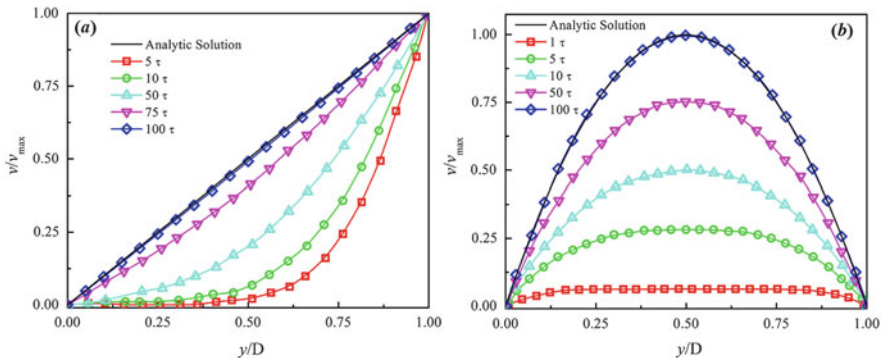 (a)
Analytic Solution
5 τ
10 τ
50 τ
75 τ
100 τ
1.00
0.75
0.50
0.25
0.00
v/vmax
0.00 0.25 0.50 0.75 1.00
y/D
(b)
Analytic Solution
1 τ
5 τ
10 τ
50 τ
100 τ
1.00
0.75
0.50
0.25
0.00
v/vmax
0.00 0.25 0.50 0.75 1.00
y/D